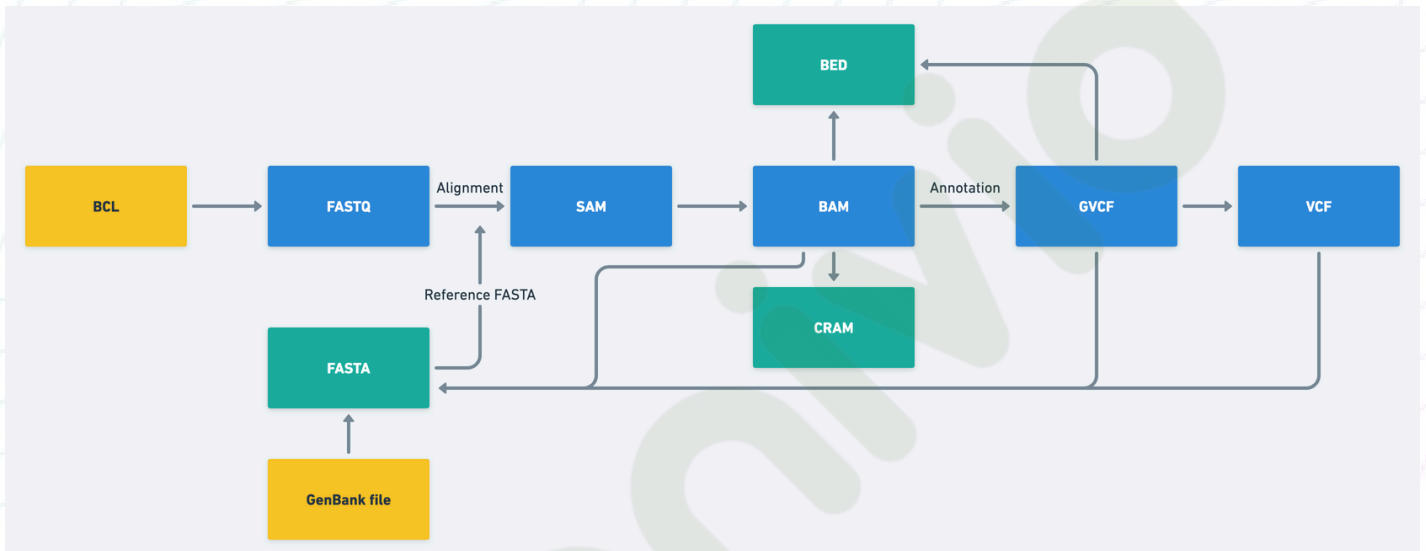 BED
BCL
FASTQ
Alignment
SAM
BAM
Annotation
GVCF
VCF
Reference FASTA
CRAM
FASTA
GenBank file